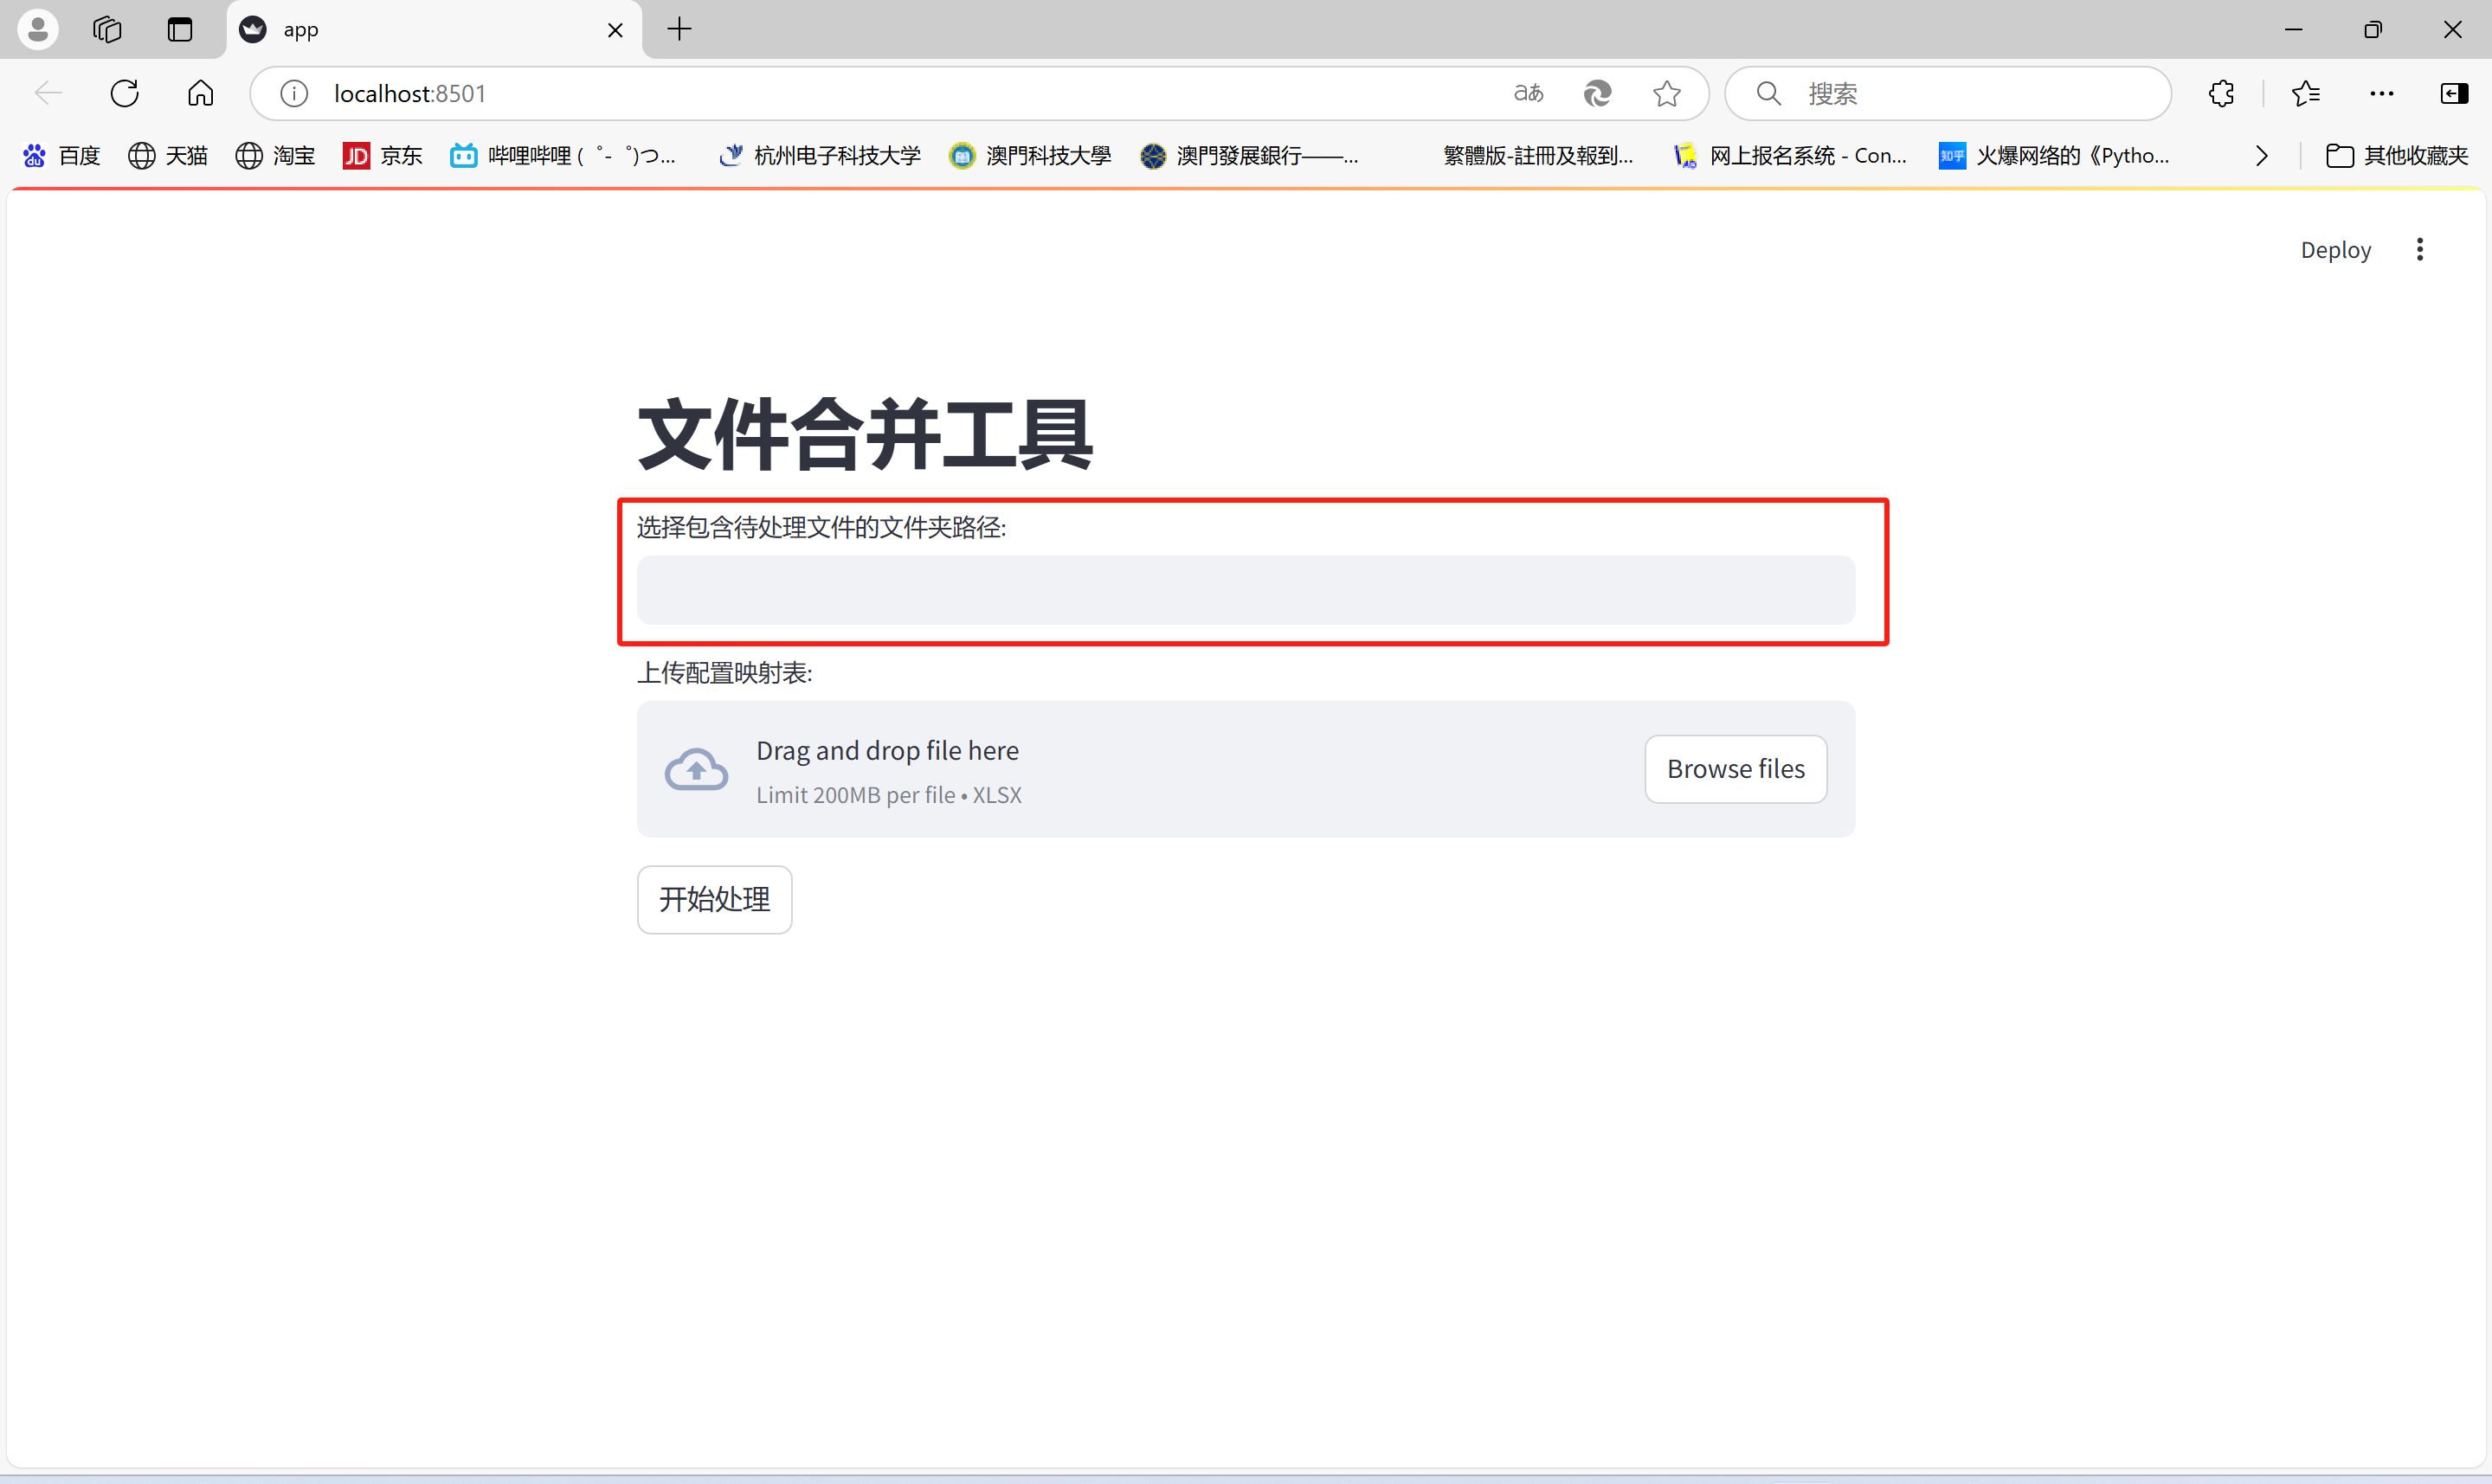 app
localhost:8501
aあ
搜索
百度
天猫
淘宝
JD 京东
哔哩哔哩 (゜-゜)つ...
杭州电子科技大学
澳門科技大學
澳門發展銀行——...
繁體版-註冊及報到...
网上报名系统 - Con...
知乎 火爆网络的《Pytho...
其他收藏夹
Deploy
文件合并工具
选择包含待处理文件的文件夹路径:
上传配置映射表:
Drag and drop file here
Limit 200MB per file • XLSX
Browse files
开始处理